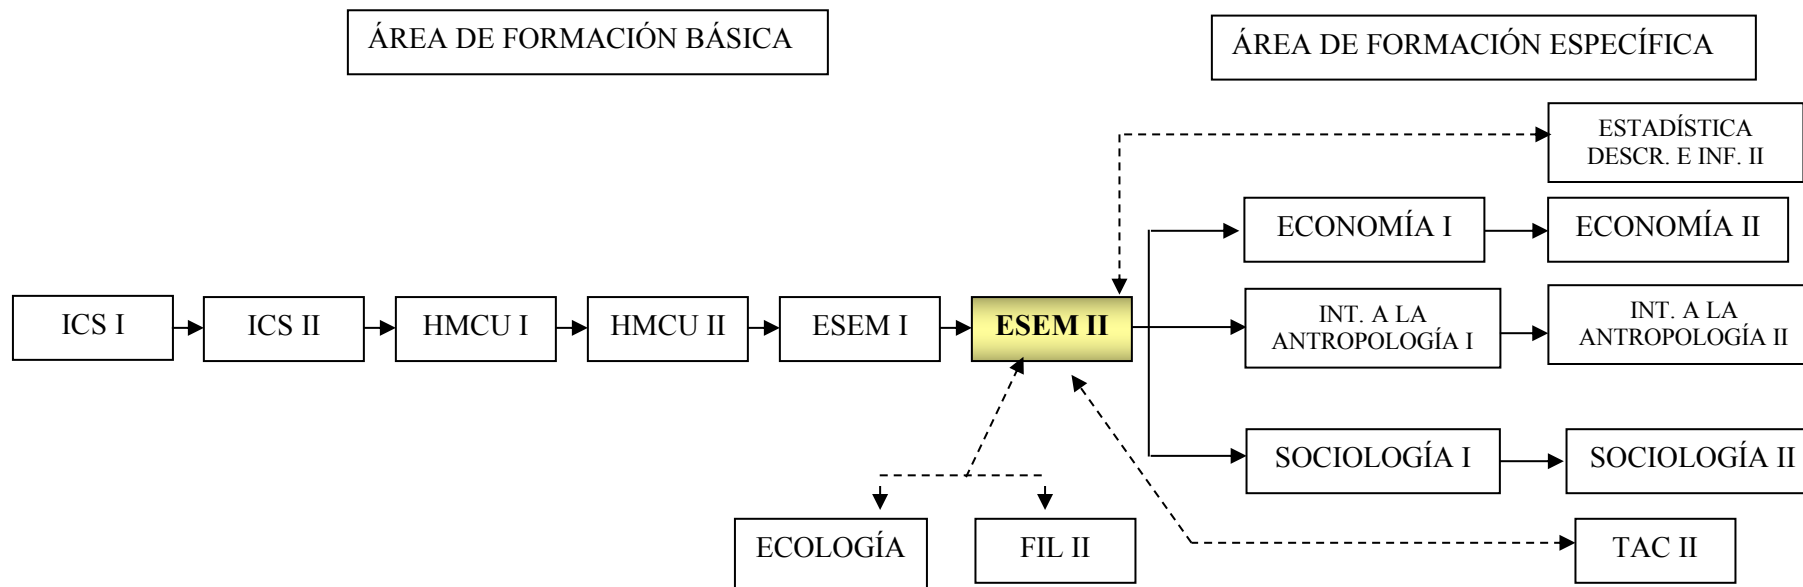 ÁREA DE FORMACIÓN BÁSICA
ÁREA DE FORMACIÓN ESPECÍFICA
ESTADÍSTICA
DESCR. E INF. II
ECONOMÍA I
ECONOMÍA II
ICS I
ICS II
HMCU I
HMCU II
ESEM I
ESEM II
INT. A LA
ANTROPOLOGÍA I
INT. A LA
ANTROPOLOGÍA II
SOCIOLOGÍA I
SOCIOLOGÍA II
ECOLOGÍA
FIL II
TAC II